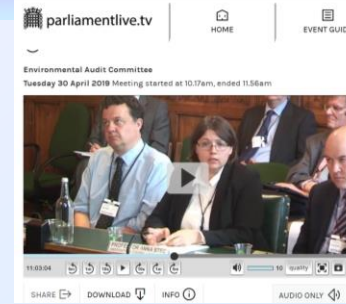 parliamentlive.tv
HOME
EVENT GUID
Environmental Audit Committee
Tuesday 30 April 2019 Meeting started at 10.17am, ended 11.56am
11:03:04
10
quality
SHARE
DOWNLOAD
INFO
AUDIO ONLY